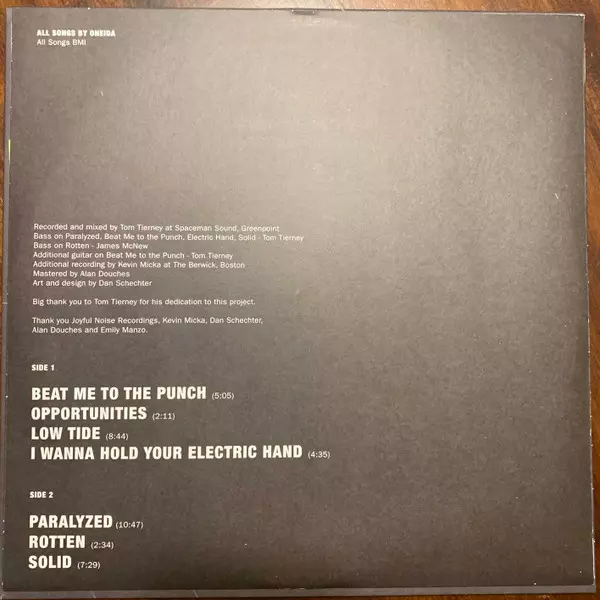 ALL SONGS BY ONEIDA
All Songs BMI
Recorded and mixed by Tom Tierney at Spaceman Sound, Greenpoint
Bass on Paralyzed, Beat Me to the Punch, Electric Hand, Solid - Tom Tierney
Bass on Rotten - James McNew
Additional guitar on Beat Me to the Punch - Tom Tierney
Additional recording by Kevin Micka at The Berwick, Boston
Mastered by Alan Douches
Art and design by Dan Schechter
Big thank you to Tom Tierney for his dedication to this project.
Thank you Joyful Noise Recordings, Kevin Micka, Dan Schechter,
Alan Douches and Emily Manzo.
SIDE 1
BEAT ME TO THE PUNCH (5:05)
OPPORTUNITIES (2:11)
LOW TIDE (8:44)
I WANNA HOLD YOUR ELECTRIC HAND (4:35)
SIDE 2
PARALYZED (10:47)
ROTTEN (2:34)
SOLID (7:29)